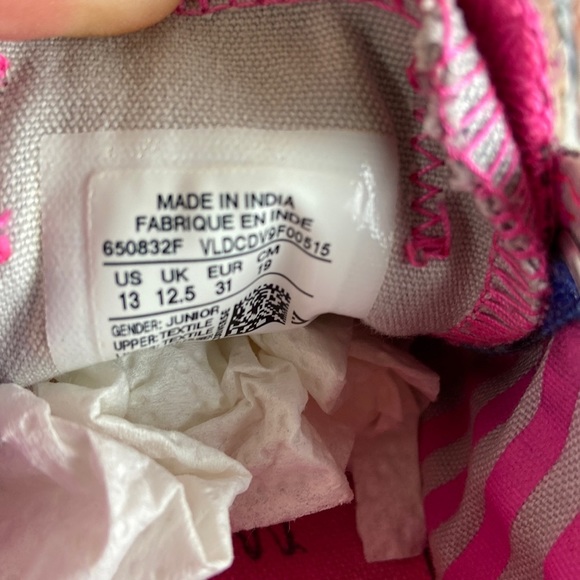 MADE IN INDIA
FABRIQUE EN INDE
650832F VLDCDV9F00515
US UK EUR CM
13 12.5 31 19
GENDER: JUNIOR
UPPER: TEXTILE